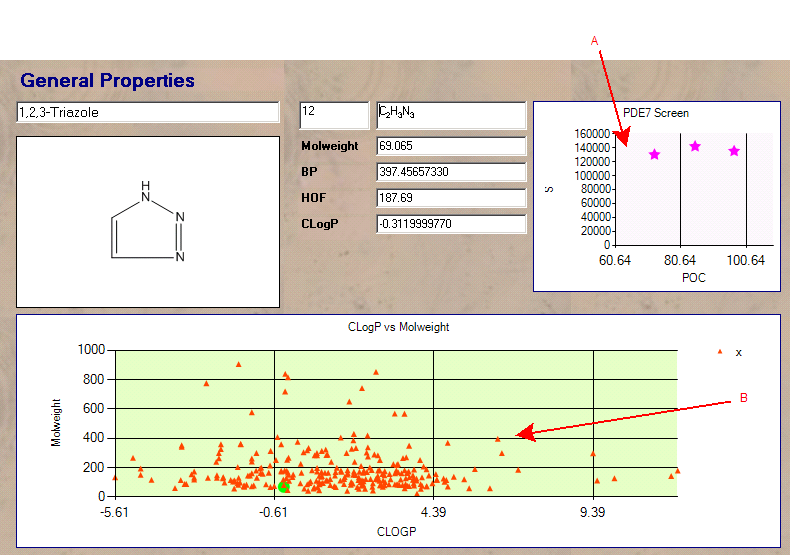 A
General Properties
1,2,3-Triazole
12
C2H3N3
Molweight
69.065
BP
397.45657330
HOF
187.69
CLogP
-0.3119999770
H
N
N
N
PDE7 Screen
160000
140000
120000
100000
80000
60000
40000
20000
0
S
60.64
80.64
100.64
POC
CLogP vs Molweight
1000
800
600
400
200
0
Molweight
-5.61
-0.61
4.39
9.39
CLOGP
x
B